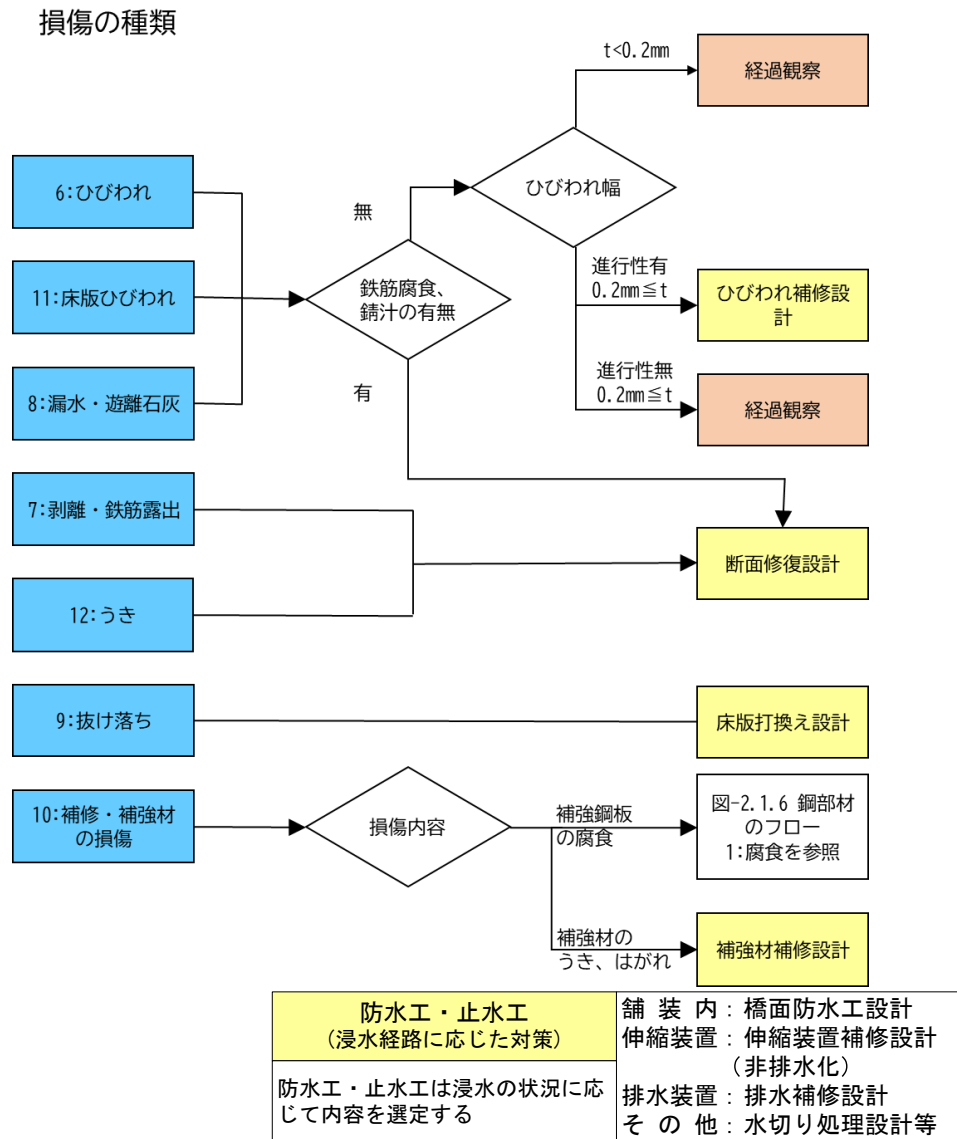 損傷の種類
t<0.2mm
経過観察
6:ひびわれ
ひびわれ幅
無
11:床版ひびわれ
鉄筋腐食、
錆汁の有無
進行性有
0.2mm≦t
ひびわれ補修設
計
有
8:漏水・遊離石灰
進行性無
0.2mm≦t
経過観察
7:剥離・鉄筋露出
断面修復設計
12:うき
9:抜け落ち
床版打換え設計
10:補修・補強材
の損傷
損傷内容
補強鋼板
の腐食
図-2.1.6 鋼部材
のフロー
1:腐食を参照
補強材の
うき、はがれ
補強材補修設計
防水工・止水工
(浸水経路に応じた対策)
防水工・止水工は浸水の状況に応
じて内容を選定する
舗 装 内：橋面防水工設計
伸縮装置：伸縮装置補修設計
（非排水化）
排水装置：排水補修設計
そ の 他：水切り処理設計等